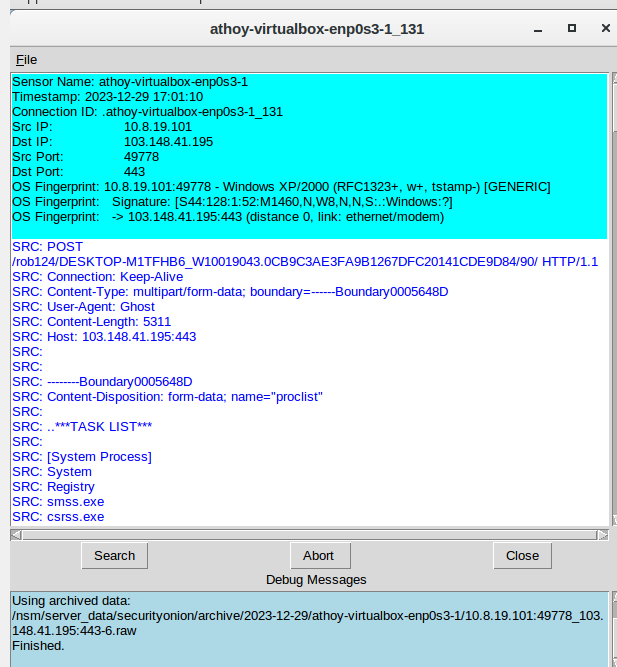 athoy-virtualbox-enp0s3-1_131
File
Sensor Name: athoy-virtualbox-enp0s3-1
Timestamp: 2023-12-29 17:01:10
Connection ID: .athoy-virtualbox-enp0s3-1_131
Src IP: 10.8.19.101
Dst IP: 103.148.41.195
Src Port: 49778
Dst Port: 443
OS Fingerprint: 10.8.19.101:49778 - Windows XP/2000 (RFC1323+, w+, tstamp-) [GENERIC]
OS Fingerprint: Signature: [S44:128:1:52:M1460,N,W8,N,N,S:.:Windows:?]
OS Fingerprint: -> 103.148.41.195:443 (distance 0, link: ethernet/modem)
SRC: POST
/rob124/DESKTOP-M1TFHB6_W10019043.0CB9C3AE3FA9B1267DFC20141CDE9D84/90/ HTTP/1.1
SRC: Connection: Keep-Alive
SRC: Content-Type: multipart/form-data; boundary=------Boundary0005648D
SRC: User-Agent: Ghost
SRC: Content-Length: 5311
SRC: Host: 103.148.41.195:443
SRC:
SRC:
SRC: --------Boundary0005648D
SRC: Content-Disposition: form-data; name="proclist"
SRC:
SRC: ..***TASK LIST***
SRC:
SRC: [System Process]
SRC: System
SRC: Registry
SRC: smss.exe
SRC: csrss.exe
Search Abort Close
Debug Messages
Using archived data:
/nsm/server_data/securityonion/archive/2023-12-29/athoy-virtualbox-enp0s3-1/10.8.19.101:49778_103.
148.41.195:443-6.raw
Finished.